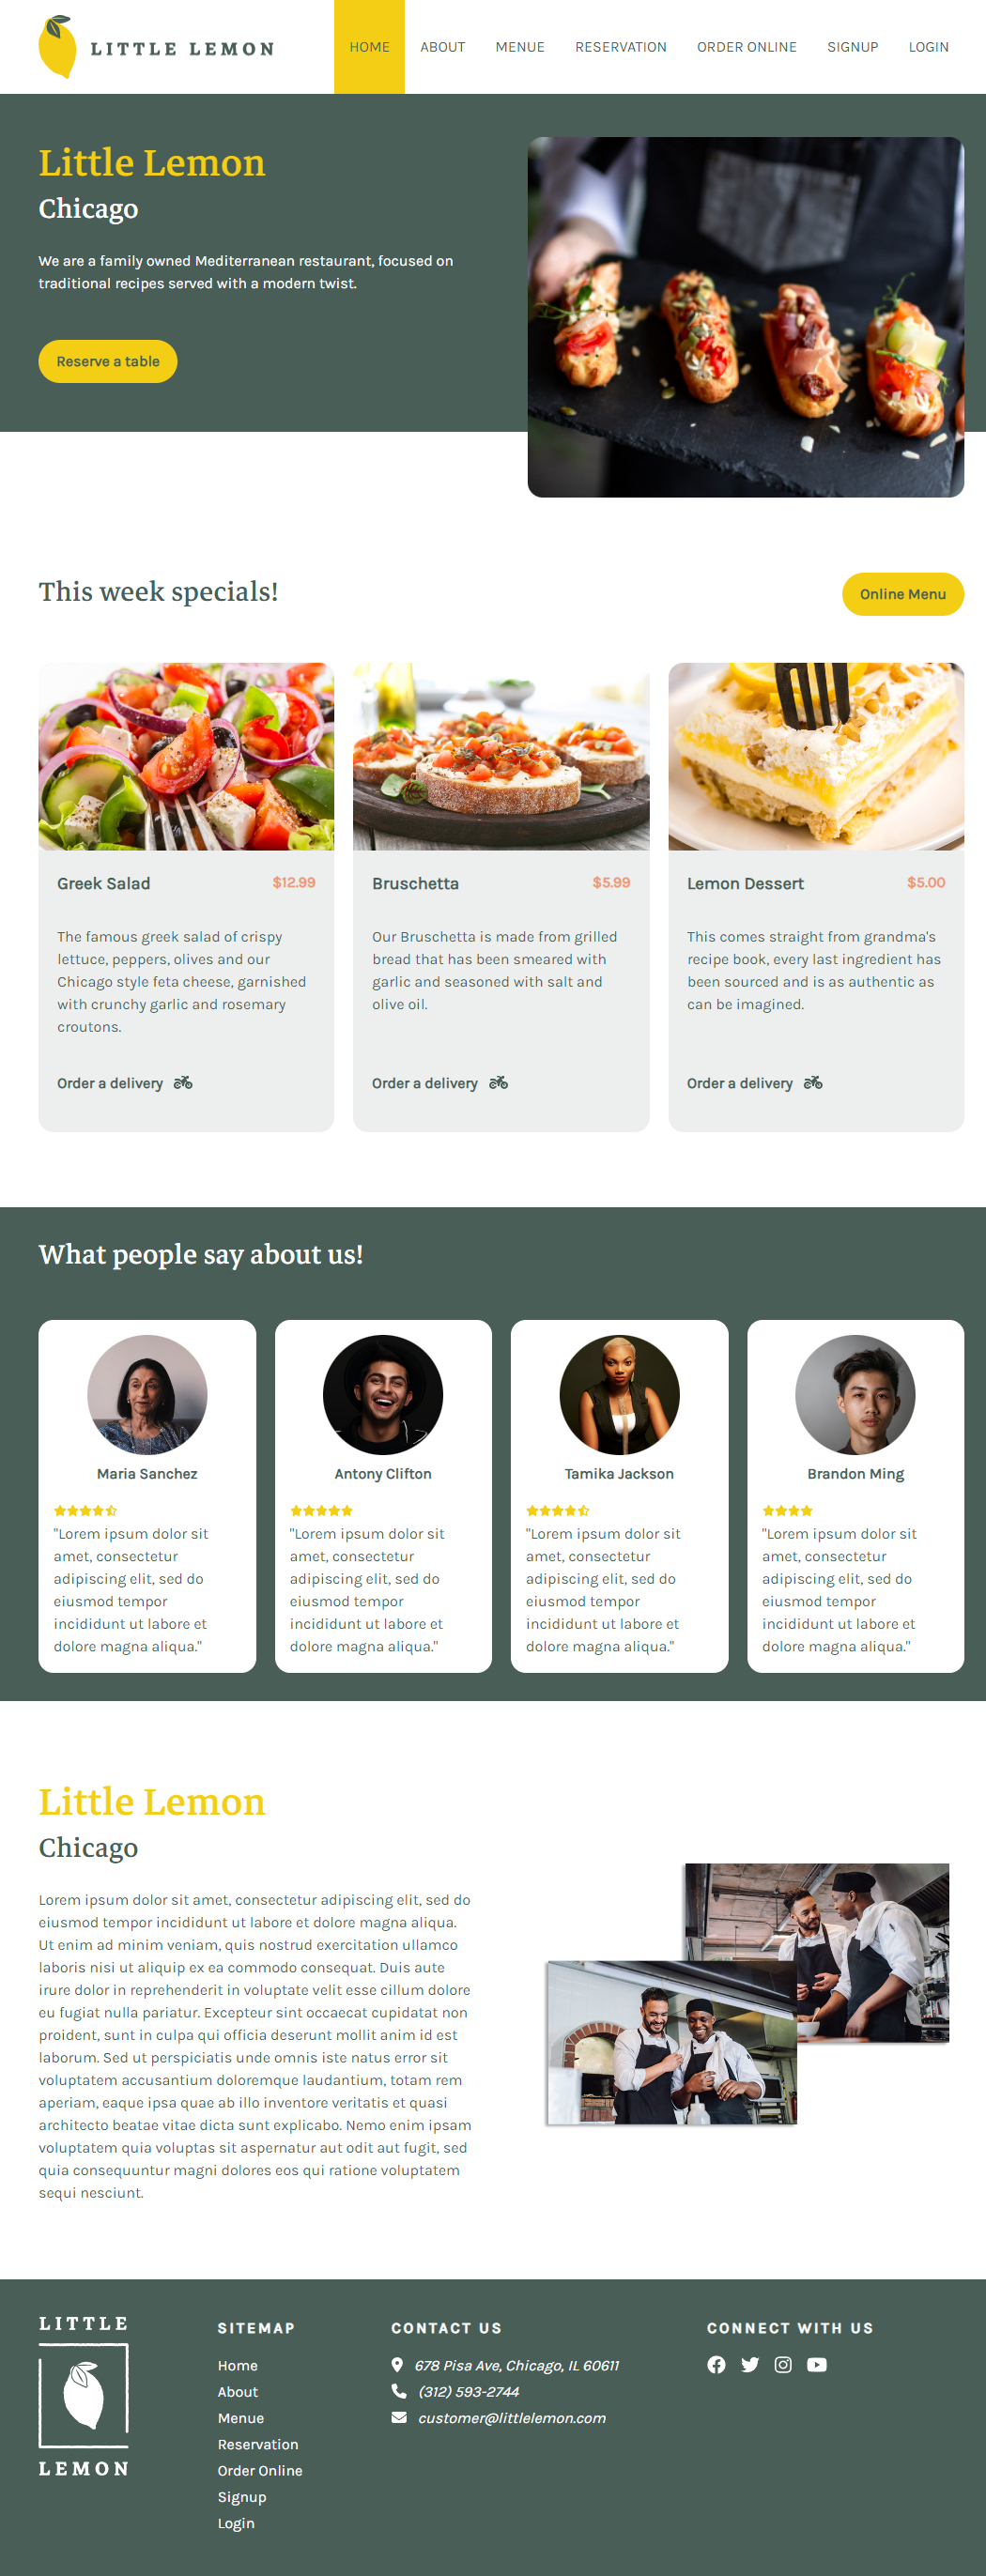 LITTLE LEMON
HOME
ABOUT
MENUE
RESERVATION
ORDER ONLINE
SIGNUP
LOGIN
Little Lemon
Chicago
We are a family owned Mediterranean restaurant, focused on
traditional recipes served with a modern twist.
Reserve a table
This week specials!
Online Menu
Greek Salad
$12.99
The famous greek salad of crispy
lettuce, peppers, olives and our
Chicago style feta cheese, garnished
with crunchy garlic and rosemary
croutons.
Order a delivery
Bruschetta
$5.99
Our Bruschetta is made from grilled
bread that has been smeared with
garlic and seasoned with salt and
olive oil.
Order a delivery
Lemon Dessert
$5.00
This comes straight from grandma's
recipe book, every last ingredient has
been sourced and is as authentic as
can be imagined.
Order a delivery
What people say about us!
Maria Sanchez
"Lorem ipsum dolor sit
amet, consectetur
adipiscing elit, sed do
eiusmod tempor
incididunt ut labore et
dolore magna aliqua."
Antony Clifton
"Lorem ipsum dolor sit
amet, consectetur
adipiscing elit, sed do
eiusmod tempor
incididunt ut labore et
dolore magna aliqua."
Tamika Jackson
"Lorem ipsum dolor sit
amet, consectetur
adipiscing elit, sed do
eiusmod tempor
incididunt ut labore et
dolore magna aliqua."
Brandon Ming
"Lorem ipsum dolor sit
amet, consectetur
adipiscing elit, sed do
eiusmod tempor
incididunt ut labore et
dolore magna aliqua."
Little Lemon
Chicago
Lorem ipsum dolor sit amet, consectetur adipiscing elit, sed do
eiusmod tempor incididunt ut labore et dolore magna aliqua.
Ut enim ad minim veniam, quis nostrud exercitation ullamco
laboris nisi ut aliquip ex ea commodo consequat. Duis aute
irure dolor in reprehenderit in voluptate velit esse cillum dolore
eu fugiat nulla pariatur. Excepteur sint occaecat cupidatat non
proident, sunt in culpa qui officia deserunt mollit anim id est
laborum. Sed ut perspiciatis unde omnis iste natus error sit
voluptatem accusantium doloremque laudantium, totam rem
aperiam, eaque ipsa quae ab illo inventore veritatis et quasi
architecto beatae vitae dicta sunt explicabo. Nemo enim ipsam
voluptatem quia voluptas sit aspernatur aut odit aut fugit, sed
quia consequuntur magni dolores eos qui ratione voluptatem
sequi nesciunt.
LITTLE
LEMON
SITEMAP
Home
About
Menue
Reservation
Order Online
Signup
Login
CONTACT US
678 Pisa Ave, Chicago, IL 60611
(312) 593-2744
customer@littlelemon.com
CONNECT WITH US